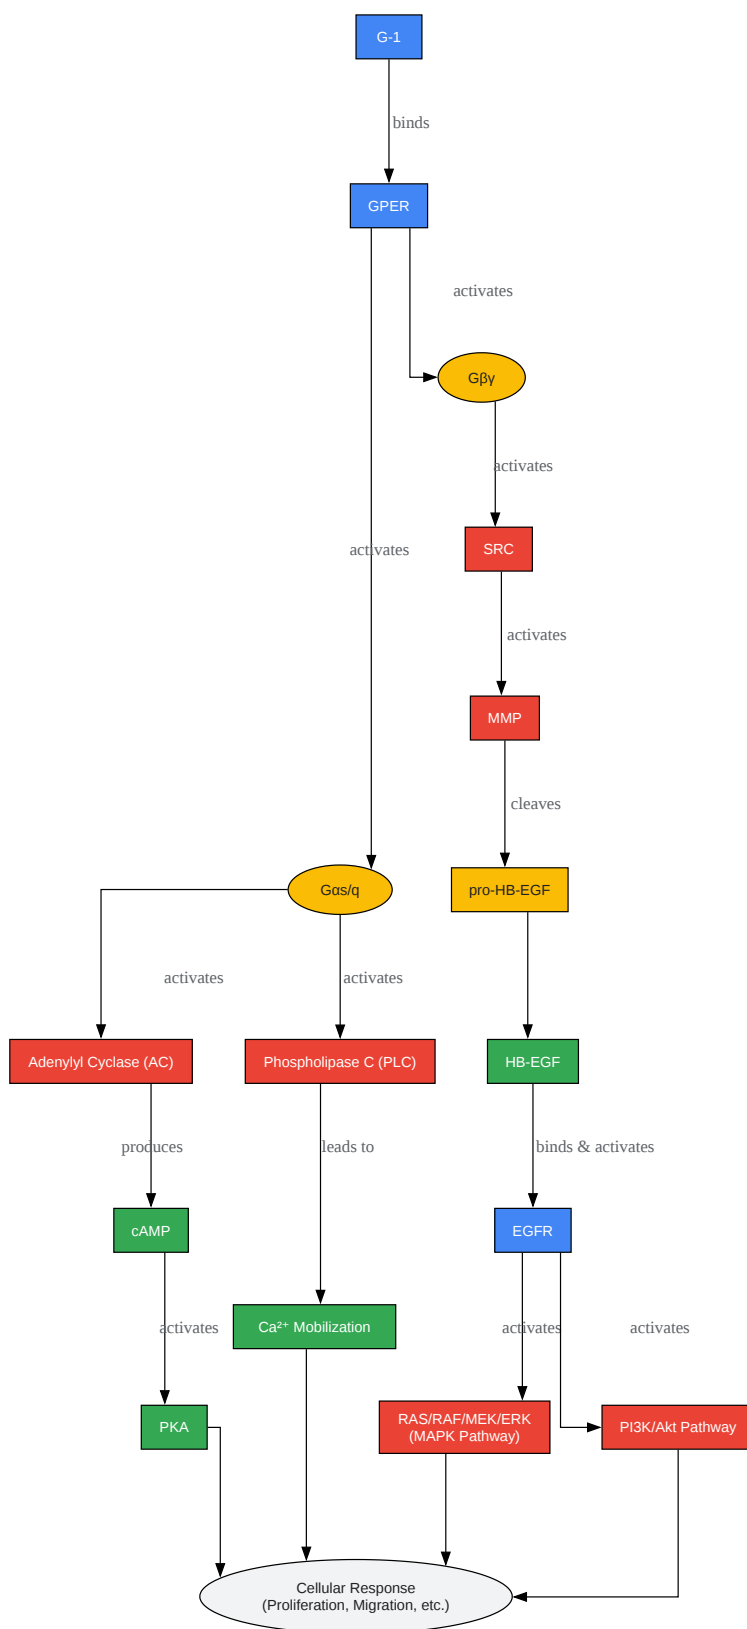 G-1
binds
GPER
activates
Gβγ
activates
SRC
activates
activates
MMP
cleaves
Gαs/q
pro-HB-EGF
activates
activates
Adenylyl Cyclase (AC)
Phospholipase C (PLC)
HB-EGF
produces
leads to
binds & activates
cAMP
EGFR
activates
Ca²⁺ Mobilization
activates
activates
PKA
RAS/RAF/MEK/ERK
(MAPK Pathway)
PI3K/Akt Pathway
Cellular Response
(Proliferation, Migration, etc.)